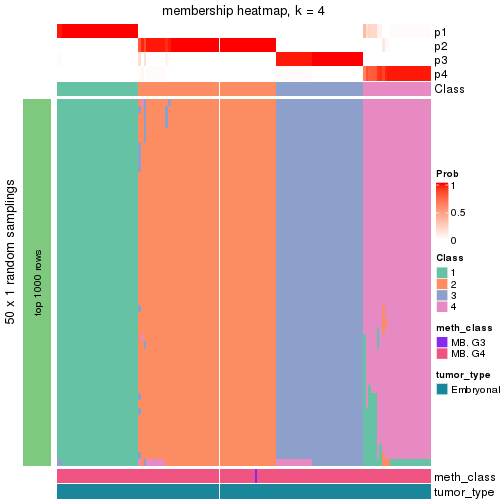 membership heatmap, k = 4
p1
p2
p3
p4
Class
50 x 1 random samplings
top 1000 rows
Prob
1
0.5
0
Class
1
2
3
4
meth_class
MB. G3
MB. G4
tumor_type
Embryonal
meth_class
tumor_type